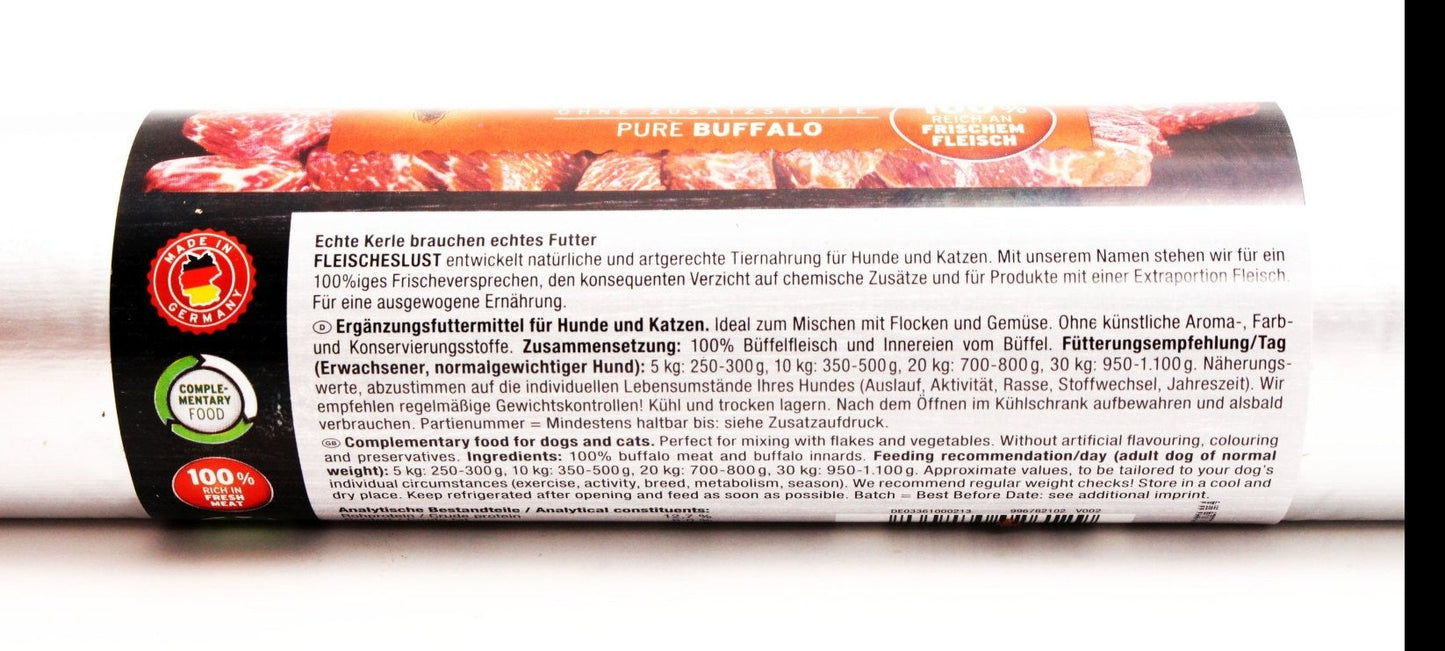 OHNE ZUSATZSTOFFE
PURE BUFFALO
100%
REICH AN
FRISCHEM
FLEISCH
MADE IN
GERMANY
COMPLE-
MENTARY
FOOD
100%
RICH IN
FRESH
MEAT
Echte Kerle brauchen echtes Futter
FLEISCHESLUST entwickelt natürliche und artgerechte Tiernahrung für Hunde und Katzen. Mit unserem Namen stehen wir für ein
100%iges Frischeversprechen, den konsequenten Verzicht auf chemische Zusätze und für Produkte mit einer Extraportion Fleisch.
Für eine ausgewogene Ernährung.
D Ergänzungsfuttermittel für Hunde und Katzen. Ideal zum Mischen mit Flocken und Gemüse. Ohne künstliche Aroma-, Farb-
und Konservierungsstoffe. Zusammensetzung: 100% Büffelfleisch und Innereien vom Büffel. Fütterungsempfehlung/Tag
(Erwachsener, normalgewichtiger Hund): 5 kg: 250-300 g, 10 kg: 350-500 g, 20 kg: 700-800 g, 30 kg: 950-1.100 g. Näherungs-
werte, abzustimmen auf die individuellen Lebensumstände Ihres Hundes (Auslauf, Aktivität, Rasse, Stoffwechsel, Jahreszeit). Wir
empfehlen regelmäßige Gewichtskontrollen! Kühl und trocken lagern. Nach dem Öffnen im Kühlschrank aufbewahren und alsbald
verbrauchen. Partienummer = Mindestens haltbar bis: siehe Zusatzaufdruck.
GB Complementary food for dogs and cats. Perfect for mixing with flakes and vegetables. Without artificial flavouring, colouring
and preservatives. Ingredients: 100% buffalo meat and buffalo innards. Feeding recommendation/day (adult dog of normal
weight): 5 kg: 250-300 g, 10 kg: 350-500 g, 20 kg: 700-800 g, 30 kg: 950-1.100 g. Approximate values, to be tailored to your dog's
individual circumstances (exercise, activity, breed, metabolism, season). We recommend regular weight checks! Store in a cool and
dry place. Keep refrigerated after opening and feed as soon as possible. Batch = Best Before Date: see additional imprint.
Analytische Bestandteile / Analytical constituents:
Rohprotein / Crude protein
DE03361000213 996762102 V002